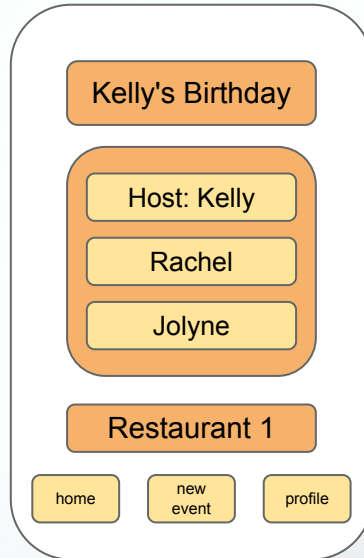 Kelly's Birthday
Host: Kelly
Rachel
Jolyne
Restaurant 1
home
new
event
profile